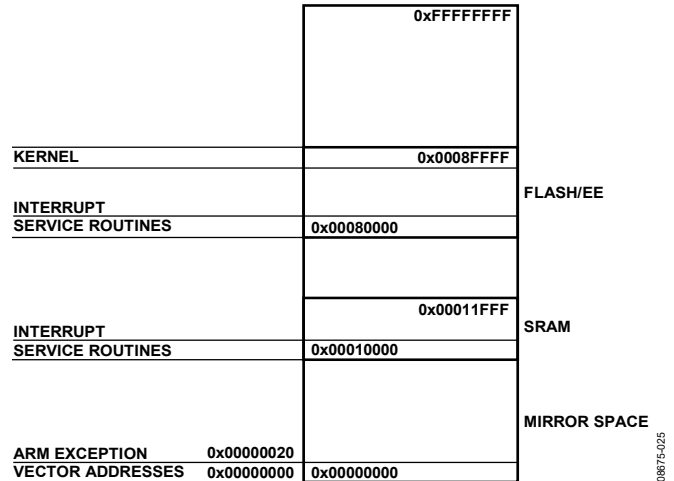 0xFFFFFFFF
KERNEL 0x0008FFFF
FLASH/EE
INTERRUPT
SERVICE ROUTINES 0x00080000
0x00011FFF
SRAM
INTERRUPT
SERVICE ROUTINES 0x00010000
MIRROR SPACE
ARM EXCEPTION 0x00000020
VECTOR ADDRESSES 0x00000000 0x00000000
08675-025